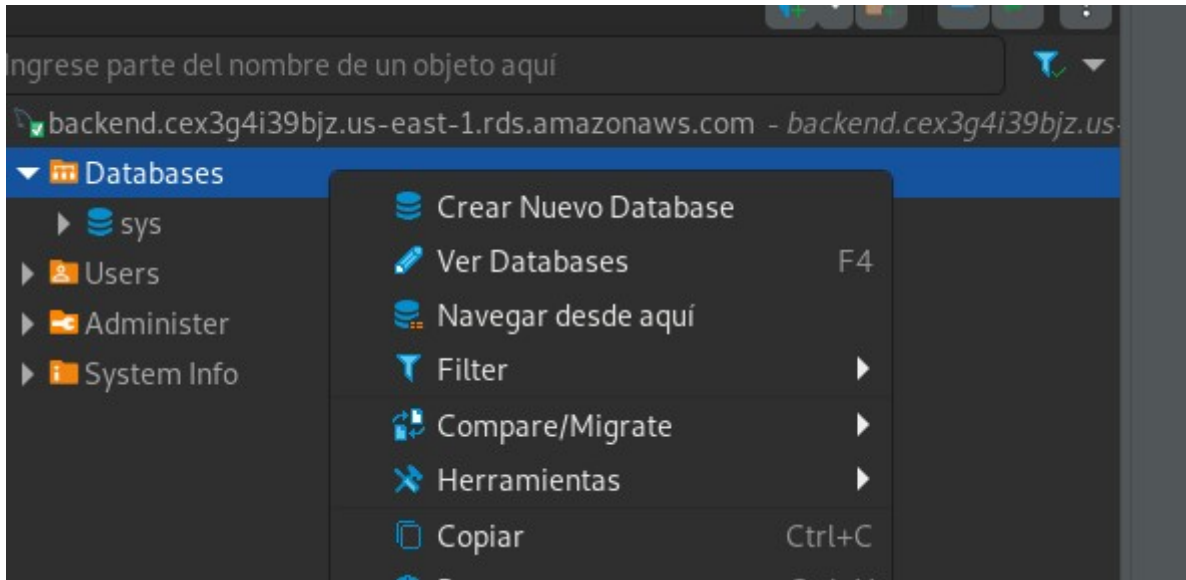 Ingrese parte del nombre de un objeto aquí
backend.cex3g4i39bjz.us-east-1.rds.amazonaws.com - backend.cex3g4i39bjz.us-
Databases
sys
Users
Administer
System Info
Crear Nuevo Database
Ver Databases F4
Navegar desde aquí
Filter
Compare/Migrate
Herramientas
Copiar Ctrl+C